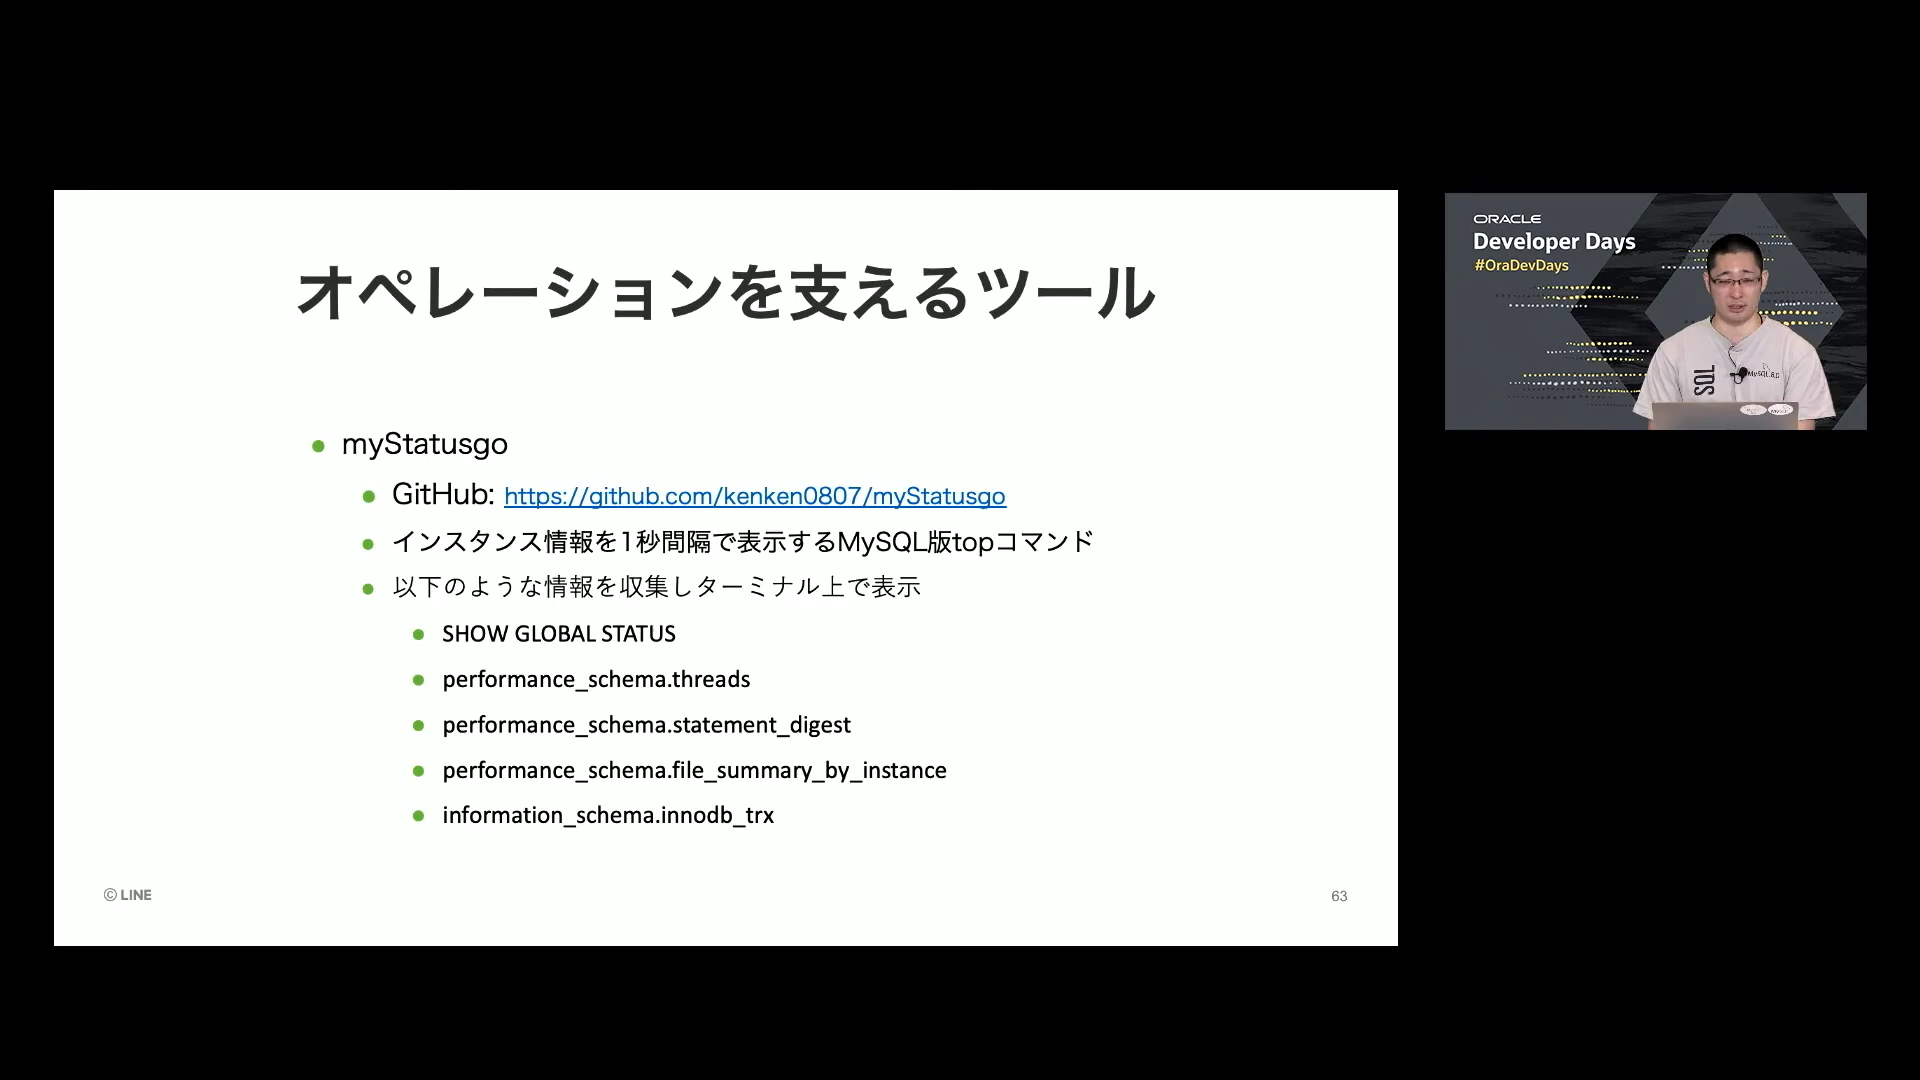 オペレーションを支えるツール
myStatusgo
GitHub: https://github.com/kenken0807/myStatusgo
インスタンス情報を1秒間隔で表示するMySQL版topコマンド
以下のような情報を収集しターミナル上で表示
SHOW GLOBAL STATUS
performance_schema.threads
performance_schema.statement_digest
performance_schema.file_summary_by_instance
information_schema.innodb_trx
© LINE
63
ORACLE
Developer Days
#OraDevDays
SQL
MySQL 8.0